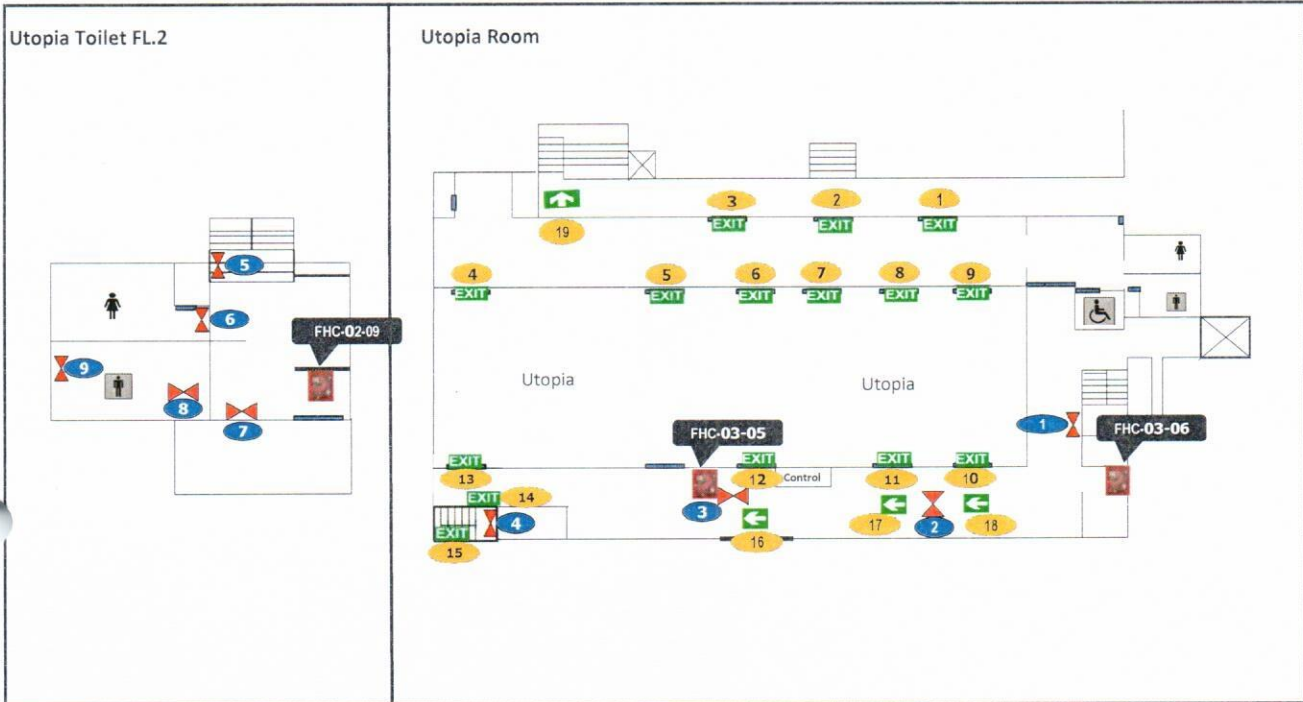 Utopia Toilet FL.2
Utopia Room
3
2
1
EXIT
EXIT
EXIT
19
5
6
FHC-02-09
9
8
7
4
5
6
7
8
9
EXIT
EXIT
EXIT
EXIT
EXIT
EXIT
Utopia
Utopia
FHC-03-05
1
FHC-03-06
EXIT
EXIT
EXIT
EXIT
13
12
Control
11
10
EXIT
14
3
4
17
2
18
EXIT
15
16